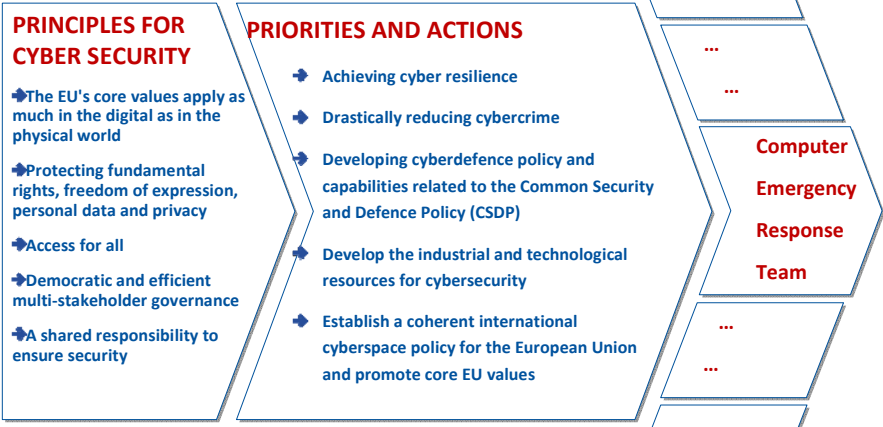 PRINCIPLES FOR
CYBER SECURITY
The EU's core values apply as
much in the digital as in the
physical world
Protecting fundamental
rights, freedom of expression,
personal data and privacy
Access for all
Democratic and efficient
multi-stakeholder governance
A shared responsibility to
ensure security
PRIORITIES AND ACTIONS
Achieving cyber resilience
Drastically reducing cybercrime
Developing cyberdefence policy and
capabilities related to the Common Security
and Defence Policy (CSDP)
Develop the industrial and technological
resources for cybersecurity
Establish a coherent international
cyberspace policy for the European Union
and promote core EU values
...
...
Computer
Emergency
Response
Team
...
...